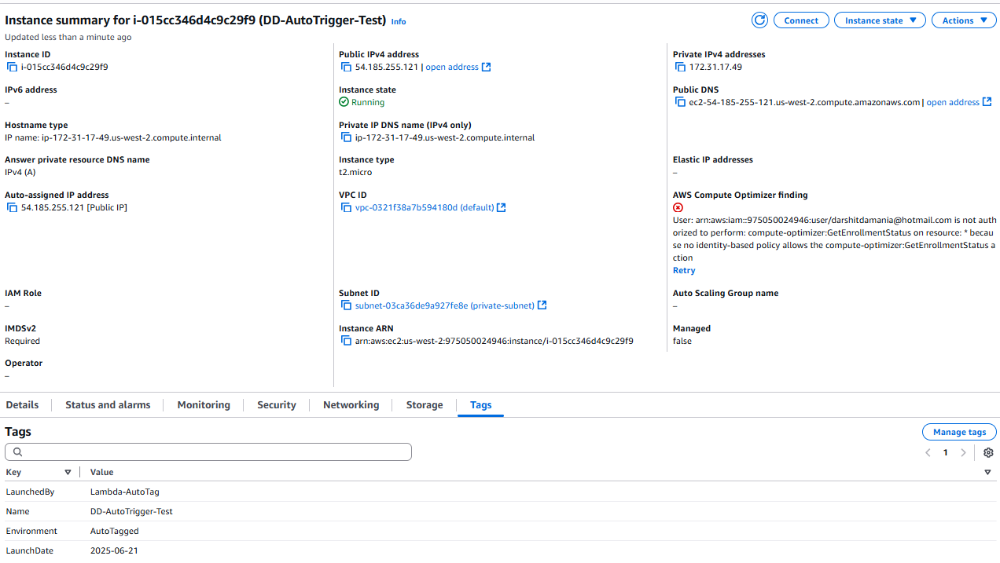 Instance summary for i-015cc346d4c9c29f9 (DD-AutoTrigger-Test) Info
Connect
Instance state
Actions
Updated less than a minute ago
Instance ID
i-015cc346d4c9c29f9
Public IPv4 address
54.185.255.121 | open address
Private IPv4 addresses
172.31.17.49
IPv6 address
–
Instance state
Running
Public DNS
ec2-54-185-255-121.us-west-2.compute.amazonaws.com | open address
Hostname type
IP name: ip-172-31-17-49.us-west-2.compute.internal
Private IP DNS name (IPv4 only)
ip-172-31-17-49.us-west-2.compute.internal
Answer private resource DNS name
IPv4 (A)
Instance type
t2.micro
Elastic IP addresses
–
Auto-assigned IP address
54.185.255.121 [Public IP]
VPC ID
vpc-0321f38a7b594180d (default)
AWS Compute Optimizer finding
User: arn:aws:iam::975050024946:user/darshitdamania@hotmail.com is not auth
orized to perform: compute-optimizer:GetEnrollmentStatus on resource: * becau
se no identity-based policy allows the compute-optimizer:GetEnrollmentStatus a
ction
Retry
IAM Role
–
Subnet ID
subnet-03ca36de9a927fe8e (private-subnet)
Auto Scaling Group name
–
IMDSv2
Required
Instance ARN
arn:aws:ec2:us-west-2:975050024946:instance/i-015cc346d4c9c29f9
Managed
false
Operator
–
Details
Status and alarms
Monitoring
Security
Networking
Storage
Tags
Tags
Manage tags
1
Key Value
LaunchedBy Lambda-AutoTag
Name DD-AutoTrigger-Test
Environment AutoTagged
LaunchDate 2025-06-21